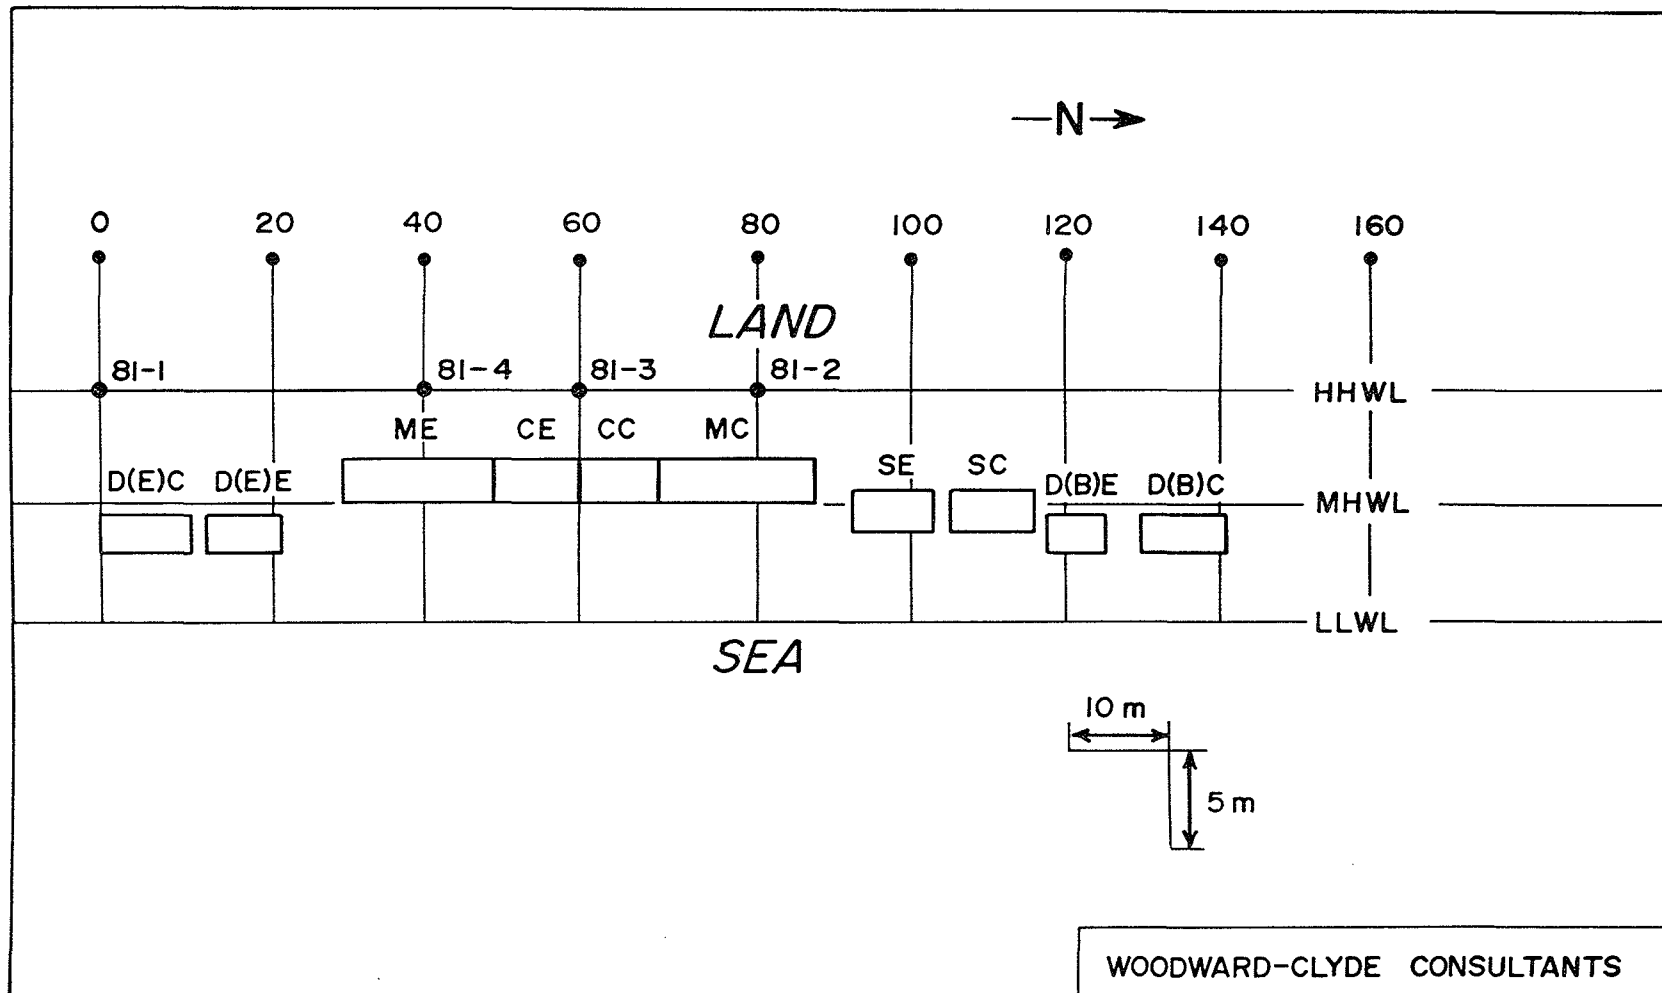 —N→
0 20 40 60 80 100 120 140 160
LAND
81-1 81-4 81-3 81-2
HHWL
ME CE CC MC
SE SC
D(E)C D(E)E D(B)E D(B)C
MHWL
LLWL
SEA
10 m
5 m
WOODWARD-CLYDE CONSULTANTS